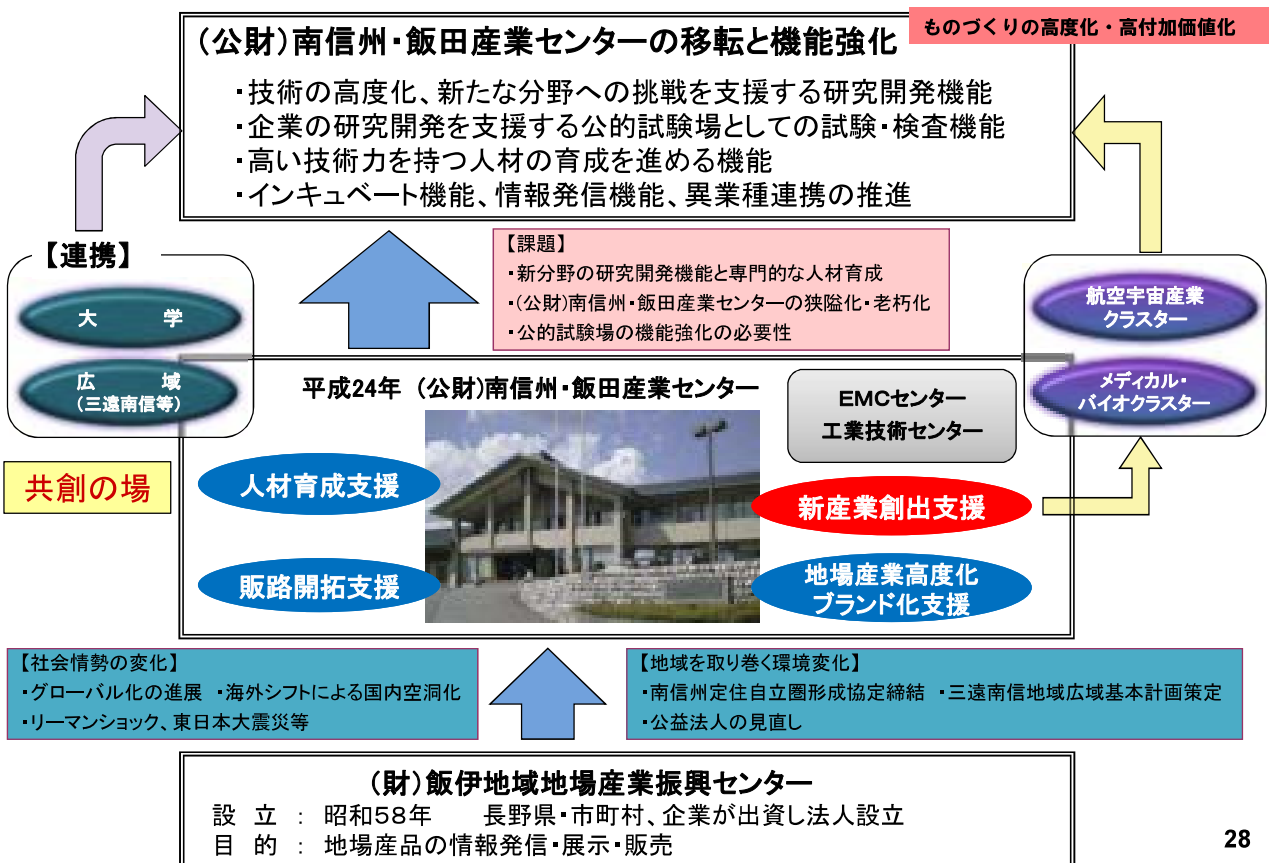 ものづくりの高度化・高付加価値化
(公財)南信州・飯田産業センターの移転と機能強化
・技術の高度化、新たな分野への挑戦を支援する研究開発機能
・企業の研究開発を支援する公的試験場としての試験・検査機能
・高い技術力を持つ人材の育成を進める機能
・インキュベート機能、情報発信機能、異業種連携の推進
【連携】
大 学
広 域
(三遠南信等)
【課題】
・新分野の研究開発機能と専門的な人材育成
・(公財)南信州・飯田産業センターの狭隘化・老朽化
・公的試験場の機能強化の必要性
航空宇宙産業
クラスター
メディカル・
バイオクラスター
平成24年 (公財)南信州・飯田産業センター
EMCセンター
工業技術センター
共創の場
人材育成支援
新産業創出支援
販路開拓支援
地場産業高度化
ブランド化支援
【社会情勢の変化】
・グローバル化の進展 ・海外シフトによる国内空洞化
・リーマンショック、東日本大震災等
【地域を取り巻く環境変化】
・南信州定住自立圏形成協定締結 ・三遠南信地域広域基本計画策定
・公益法人の見直し
(財)飯伊地域地場産業振興センター
設 立 : 昭和58年 長野県・市町村、企業が出資し法人設立
目 的 : 地場産品の情報発信・展示・販売
28